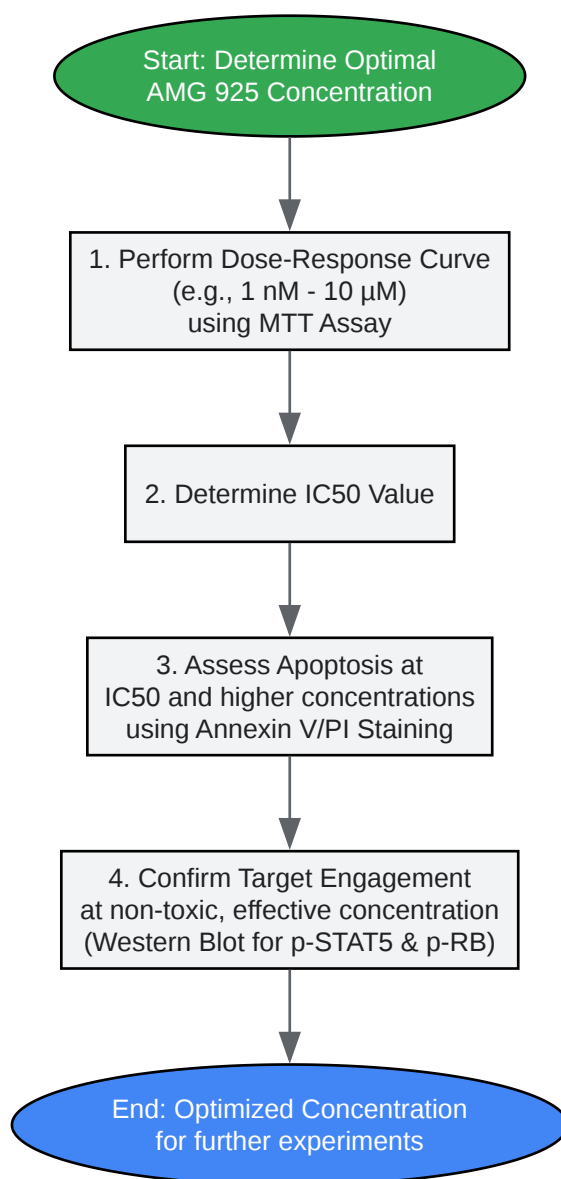 Start: Determine Optimal
AMG 925 Concentration
1. Perform Dose-Response Curve
(e.g., 1 nM - 10 µM)
using MTT Assay
2. Determine IC50 Value
3. Assess Apoptosis at
IC50 and higher concentrations
using Annexin V/PI Staining
4. Confirm Target Engagement
at non-toxic, effective concentration
(Western Blot for p-STAT5 & p-RB)
End: Optimized Concentration
for further experiments